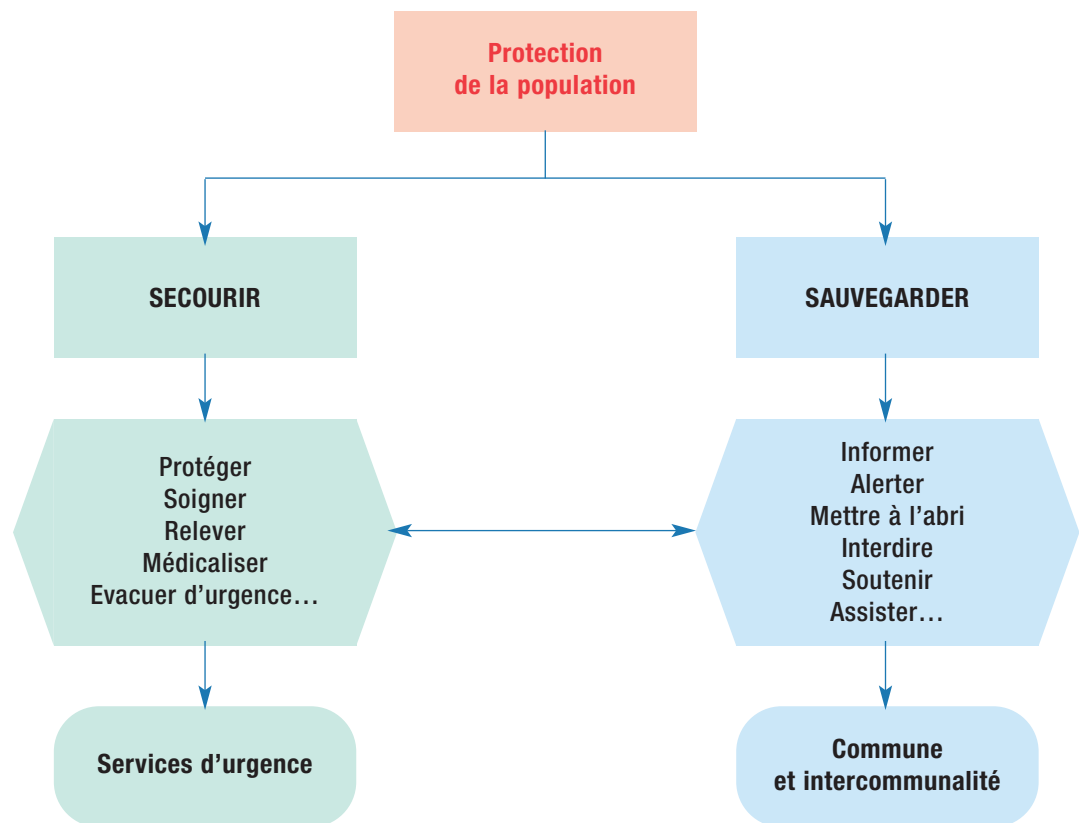 Protection
de la population
SECOURIR
SAUVEGARDER
Protéger
Soigner
Relever
Médicaliser
Evacuer d’urgence…
Informer
Alerter
Mettre à l’abri
Interdire
Soutenir
Assister…
Services d’urgence
Commune
et intercommunalité